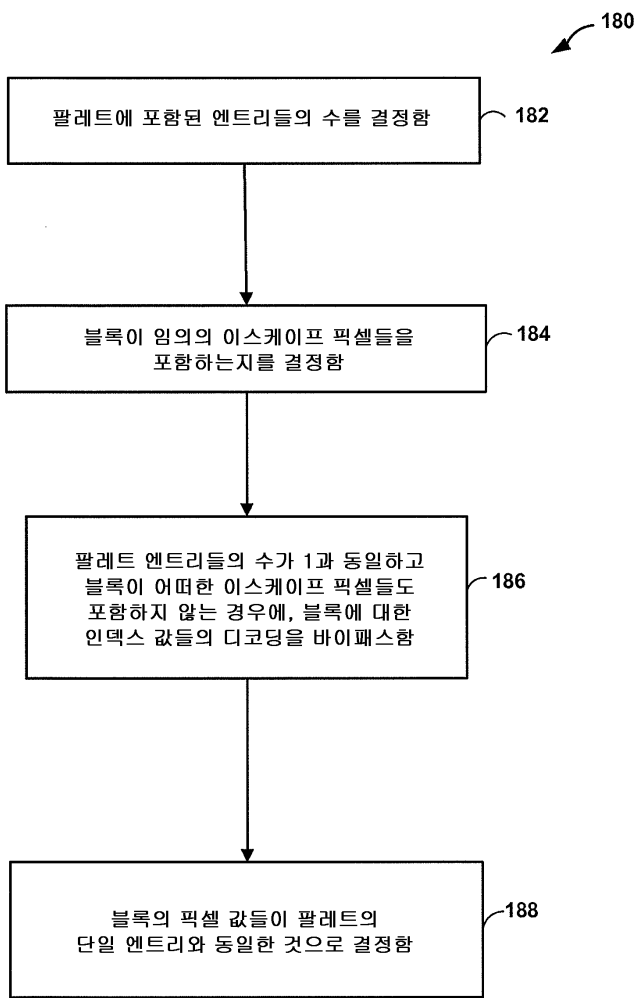 180
팔레트에 포함된 엔트리들의 수를 결정함
182
블록이 임의의 이스케이프 픽셀들을
포함하는지를 결정함
184
팔레트 엔트리들의 수가 1과 동일하고
블록이 어떠한 이스케이프 픽셀들도
포함하지 않는 경우에, 블록에 대한
인덱스 값들의 디코딩을 바이패스함
186
블록의 픽셀 값들이 팔레트의
단일 엔트리와 동일한 것으로 결정함
188